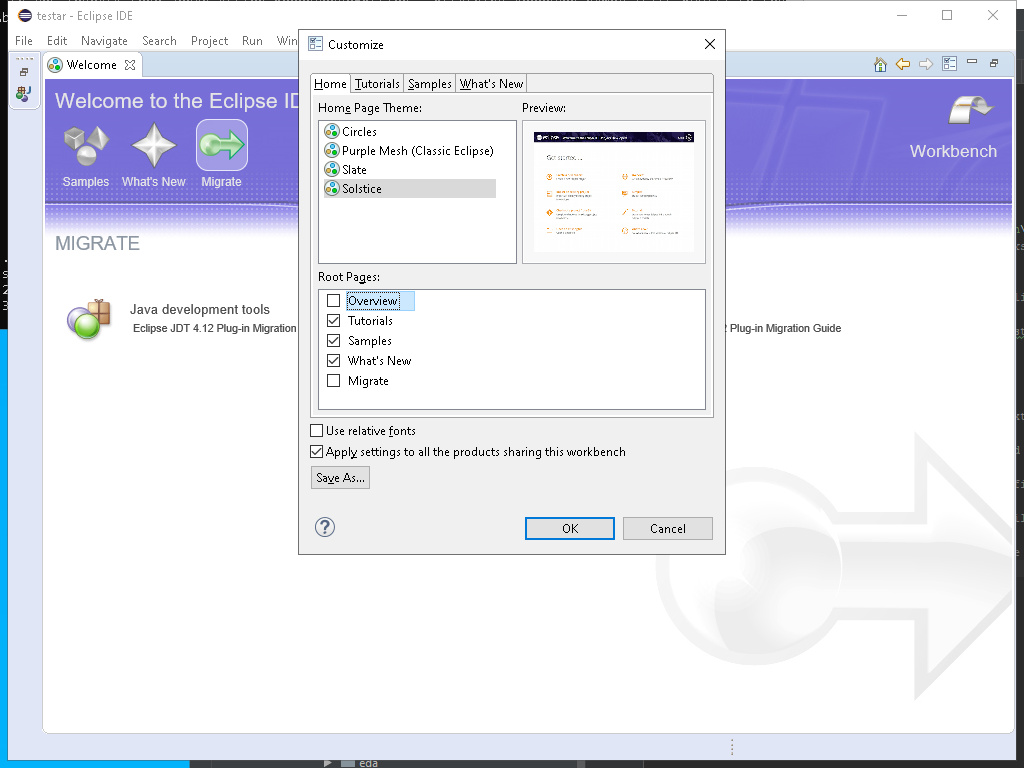 testar - Eclipse IDE
File Edit Navigate Search Project Run Win
Welcome
Welcome to the Eclipse ID
Samples What's New Migrate
Workbench
MIGRATE
Java development tools
Eclipse JDT 4.12 Plug-in Migration
Plug-in Migration Guide
Customize
Home Tutorials Samples What's New
Home Page Theme: Preview:
Circles
Purple Mesh (Classic Eclipse)
Slate
Solstice
Root Pages:
Overview
Tutorials
Samples
What's New
Migrate
Use relative fonts
Apply settings to all the products sharing this workbench
Save As...
? OK Cancel
eda